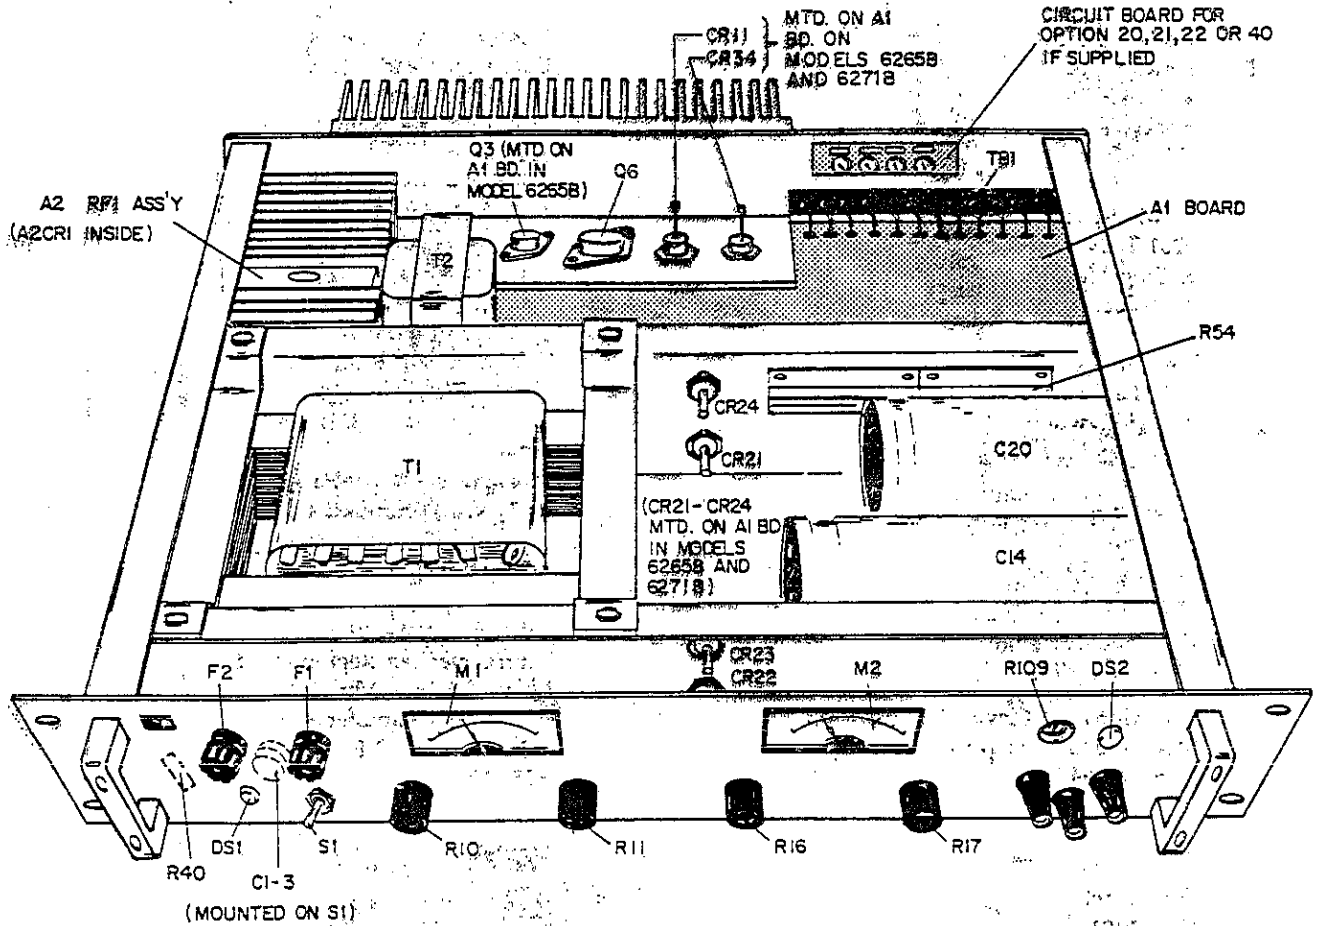 CR11
CR34
MTD. ON A1
BD. ON
MODELS 6265B
AND 6271B
CIRCUIT BOARD FOR
OPTION 20,21,22 OR 40
IF SUPPLIED
Q3 (MTD ON
A1 BD. IN
MODEL 6265B)
Q6
TB1
A2 RFI ASS'Y
(A2CR1 INSIDE)
A1 BOARD
T2
R54
CR24
T1
CR21
C20
(CR21-CR24
MTD. ON A1 BD
IN MODELS
6265B AND
6271B)
C14
CR23
CR22
F2
F1
M1
M2
R109
DS2
R40
DS1
C1-3
(MOUNTED ON S1)
S1
R10
R11
R16
R17